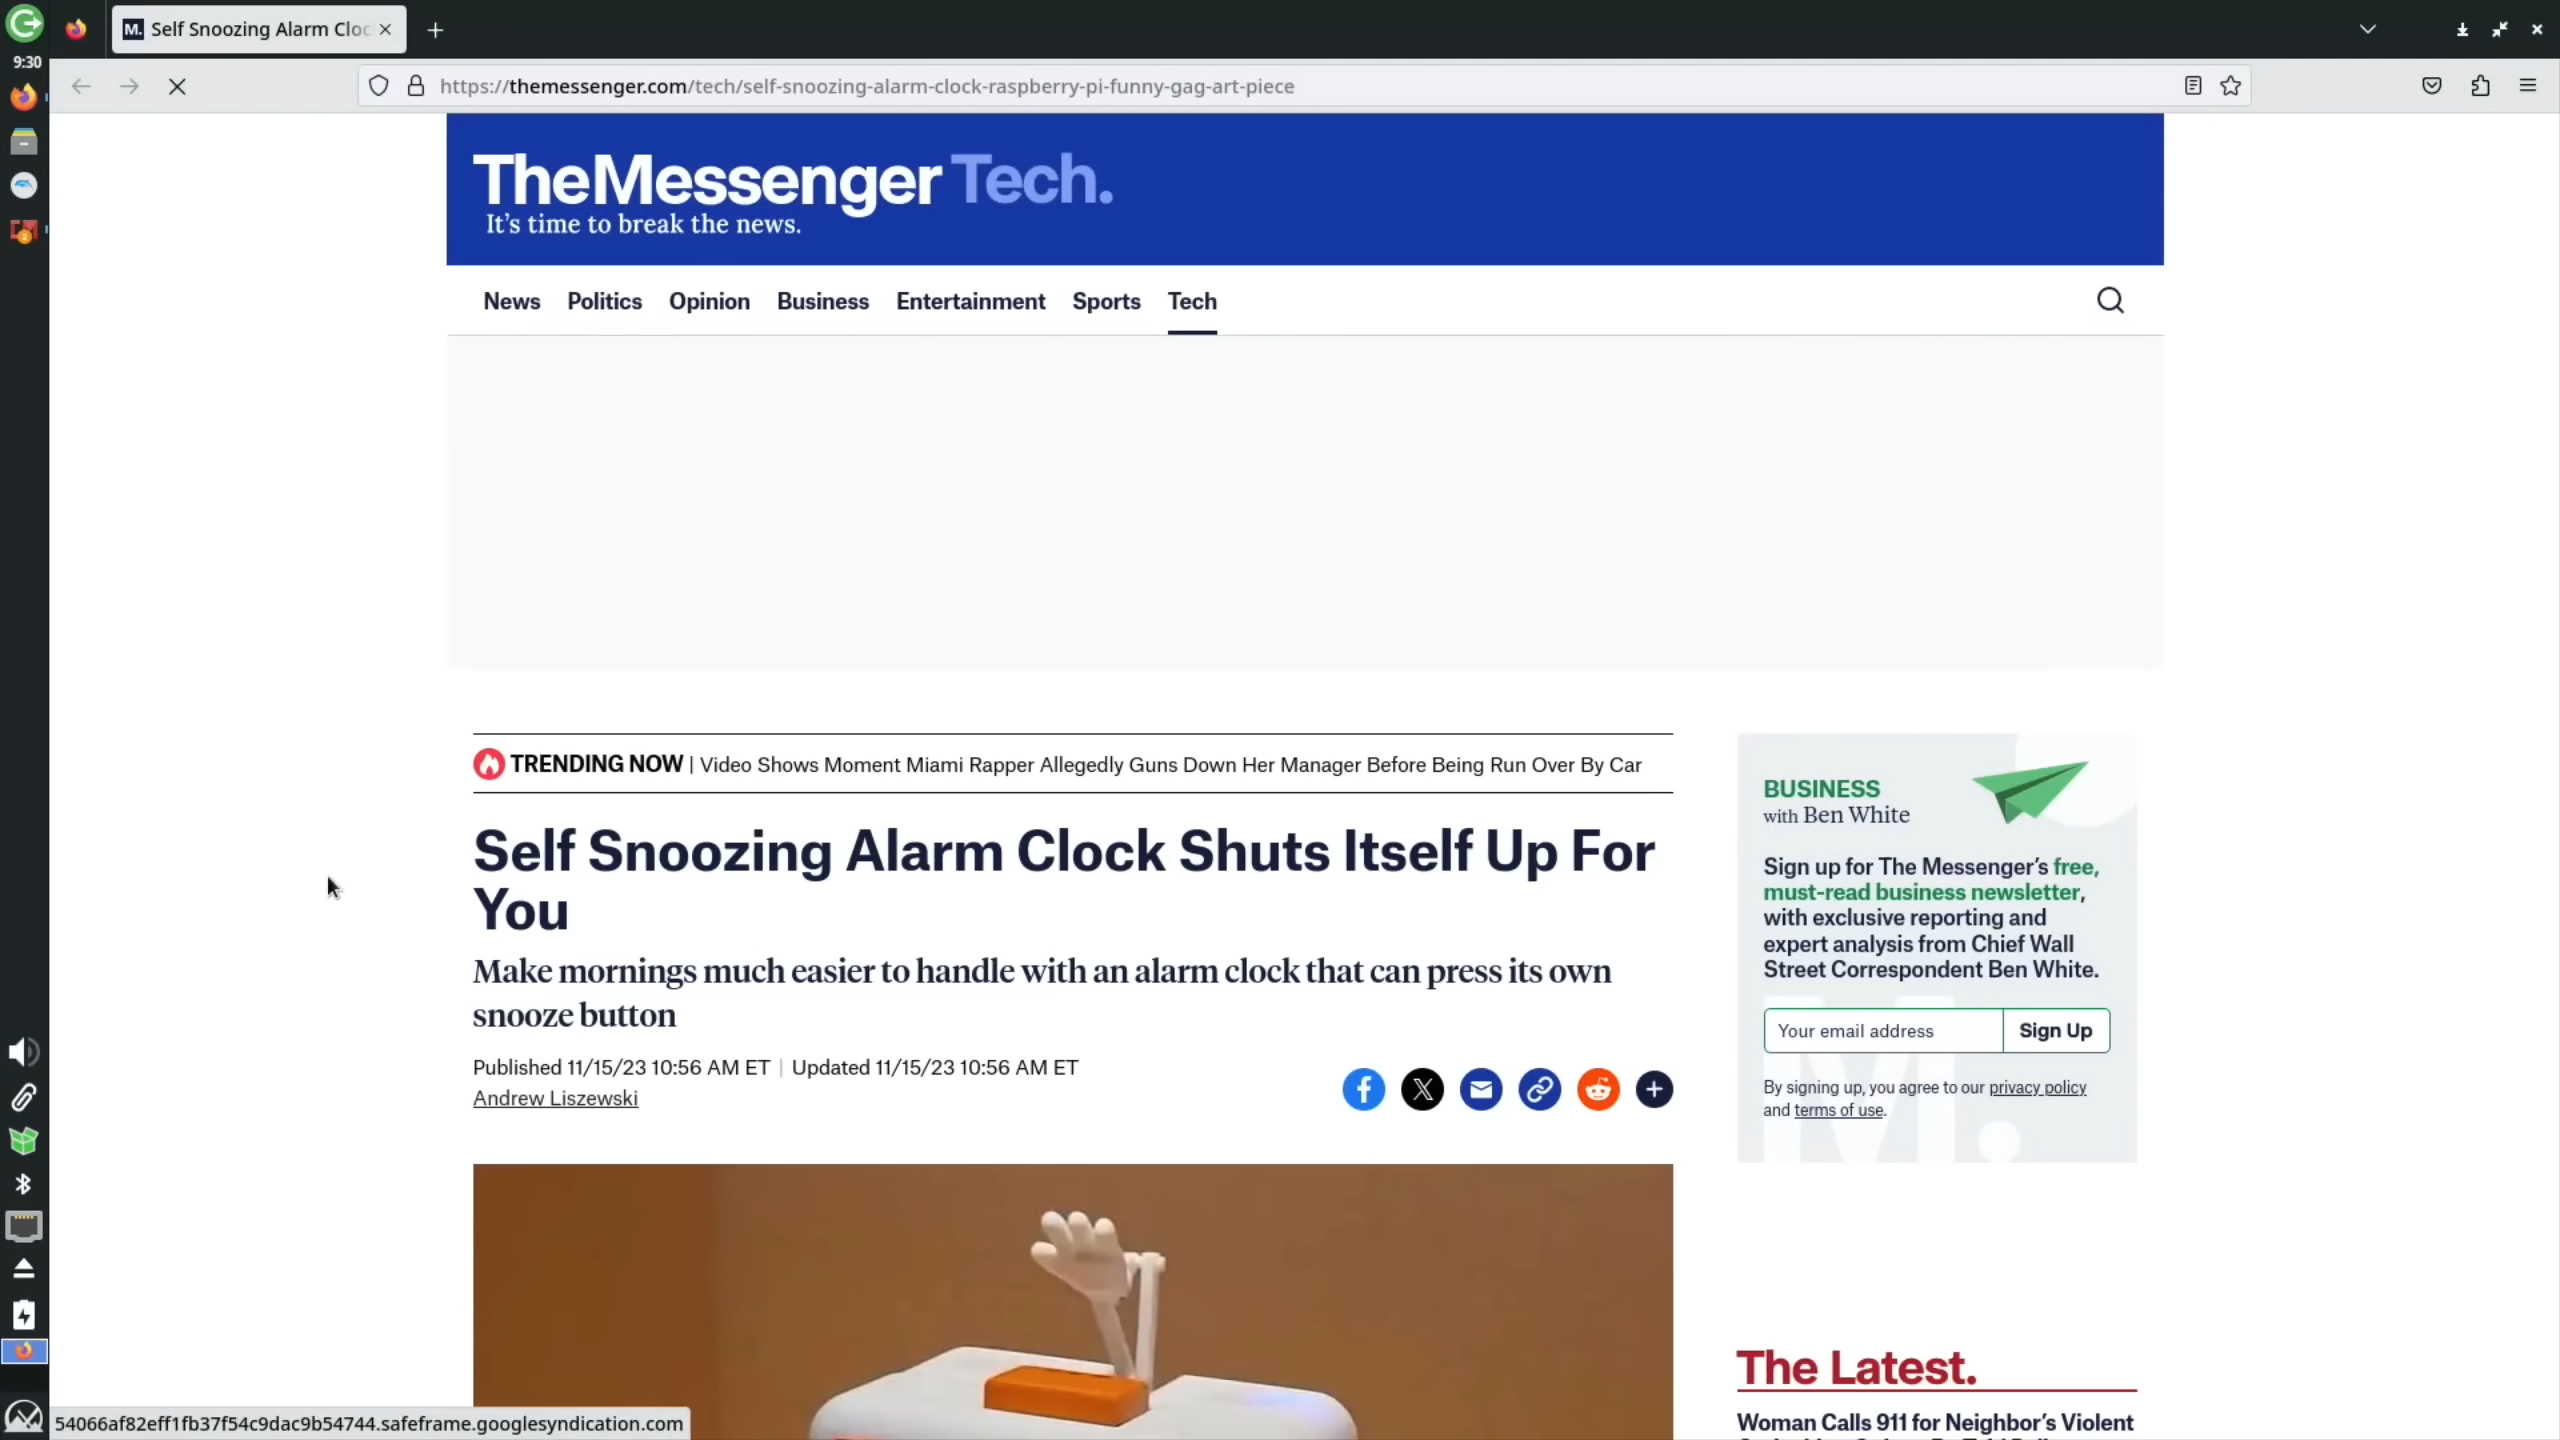 M. Self Snoozing Alarm Cloc
9:30
https://themessenger.com/tech/self-snoozing-alarm-clock-raspberry-pi-funny-gag-art-piece
TheMessenger Tech.
It's time to break the news.
News Politics Opinion Business Entertainment Sports Tech
TRENDING NOW | Video Shows Moment Miami Rapper Allegedly Guns Down Her Manager Before Being Run Over By Car
Self Snoozing Alarm Clock Shuts Itself Up For
You
Make mornings much easier to handle with an alarm clock that can press its own
snooze button
Published 11/15/23 10:56 AM ET | Updated 11/15/23 10:56 AM ET
Andrew Liszewski
BUSINESS
with Ben White
Sign up for The Messenger's free,
must-read business newsletter,
with exclusive reporting and
expert analysis from Chief Wall
Street Correspondent Ben White.
Your email address Sign Up
By signing up, you agree to our privacy policy
and terms of use.
M.
The Latest.
Woman Calls 911 for Neighbor's Violent
54066af82eff1fb37f54c9dac9b54744.safeframe.googlesyndication.com